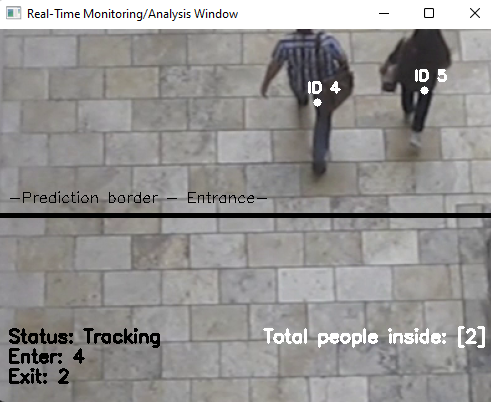 Real-Time Monitoring/Analysis Window
ID 4
ID 5
-Prediction border - Entrance-
Status: Tracking
Total people inside: [2]
Enter: 4
Exit: 2